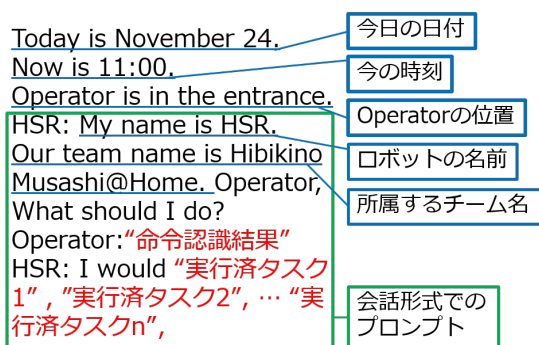 Today is November 24.
Now is 11:00.
Operator is in the entrance.
HSR: My name is HSR.
Our team name is Hibikino
Musashi@Home. Operator,
What should I do?
Operator:“命令認識結果”
HSR: I would “実行済タスク
1” , ”実行済タスク2”, … “実
行済タスクn”,
今日の日付
今の時刻
Operatorの位置
ロボットの名前
所属するチーム名
会話形式での
プロンプト